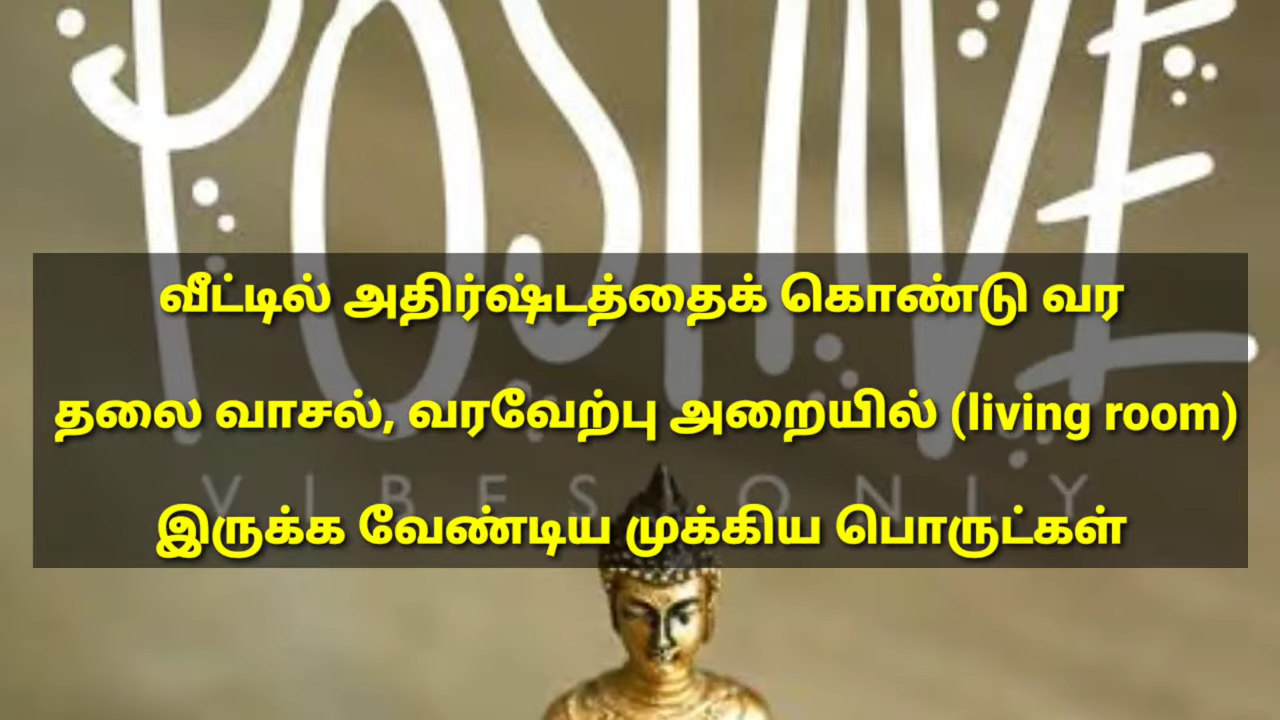 POSITIVE
வீட்டில் அதிர்ஷ்டத்தைக் கொண்டு வர
தலை வாசல், வரவேற்பு அறையில் (living room)
VIBES ONLY
இருக்க வேண்டிய முக்கிய பொருட்கள்